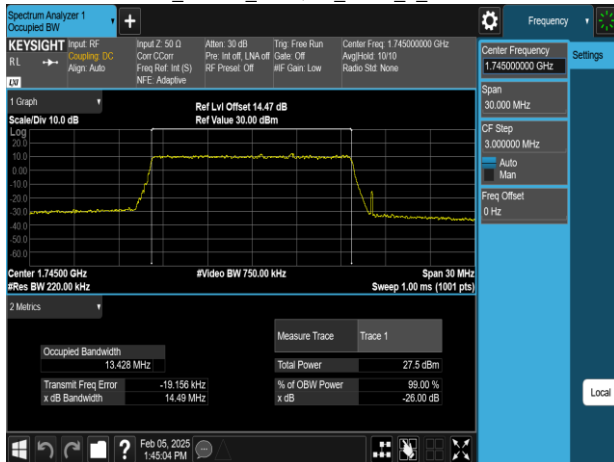 Spectrum Analyzer 1
Occupied BW
Frequency
KEYSIGHT
RL
Input: RF
Coupling: DC
Align: Auto
Input Z: 50 Ω
Corr CCorr
Freq Ref: Int (S)
NFE: Adaptive
Atten: 30 dB
Pre: Int off, LNA off
RF Presel: Off
Trig: Free Run
Gate: Off
#IF Gain: Low
Center Freq: 1.745000000 GHz
Avg|Hold: 10/10
Radio Std: None
Center Frequency
1.745000000 GHz
Settings
Span
30.000 MHz
CF Step
3.000000 MHz
Auto
Man
Freq Offset
0 Hz
1 Graph
Scale/Div 10.0 dB
Ref Lvl Offset 14.47 dB
Ref Value 30.00 dBm
Log
20.0
10.0
0.00
-10.0
-20.0
-30.0
-40.0
-50.0
-60.0
Center 1.74500 GHz
#Res BW 220.00 kHz
#Video BW 750.00 kHz
Span 30 MHz
Sweep 1.00 ms (1001 pts)
2 Metrics
Measure Trace
Trace 1
Occupied Bandwidth
13.428 MHz
Total Power
27.5 dBm
Transmit Freq Error
-19.156 kHz
% of OBW Power
99.00 %
x dB Bandwidth
14.49 MHz
x dB
-26.00 dB
Local
?
Feb 05, 2025
1:45:04 PM